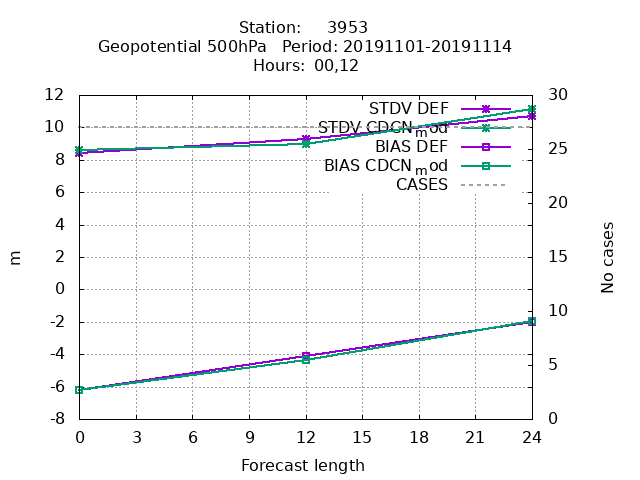 Station: 3953
Geopotential 500hPa Period: 20191101-20191114
Hours: 00,12
12
10
8
6
4
2
0
-2
-4
-6
-8
m
30
25
20
15
10
5
0
No cases
STDV DEF
STDV CDCNmod
BIAS DEF
BIAS CDCNmod
CASES
0 3 6 9 12 15 18 21 24
Forecast length